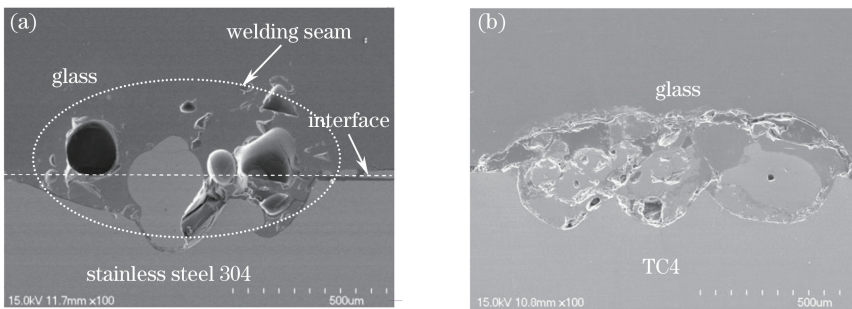 (a)
welding seam
glass
interface
stainless steel 304
15.0kV 11.7mm x100
500um
(b)
glass
TC4
15.0kV 10.8mm x100
500um